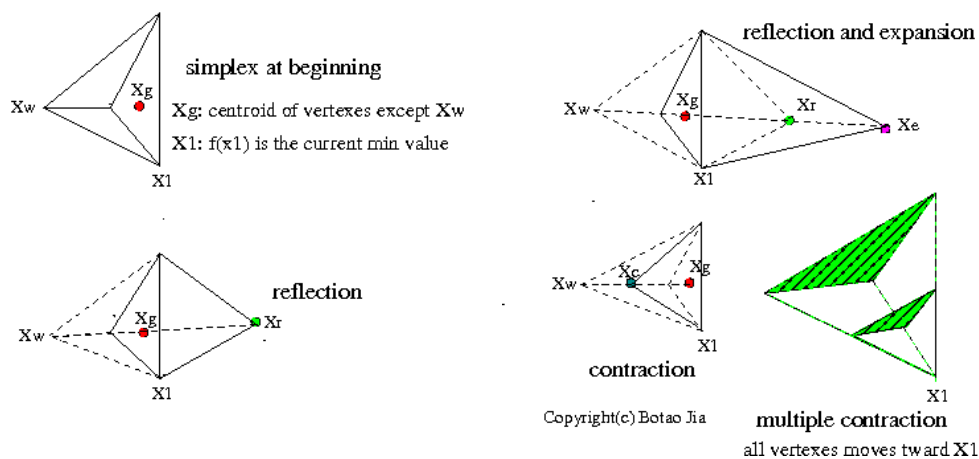 simplex at beginning
Xw
Xg
Xg: centroid of vertexes except Xw
X1: f(x1) is the current min value
X1
reflection and expansion
Xw
Xg
Xr
Xe
X1
reflection
Xw
Xg
Xr
X1
Xw
Xc
Xg
X1
contraction
Copyright(c) Botao Jia
X1
multiple contraction
all vertexes moves tward X1